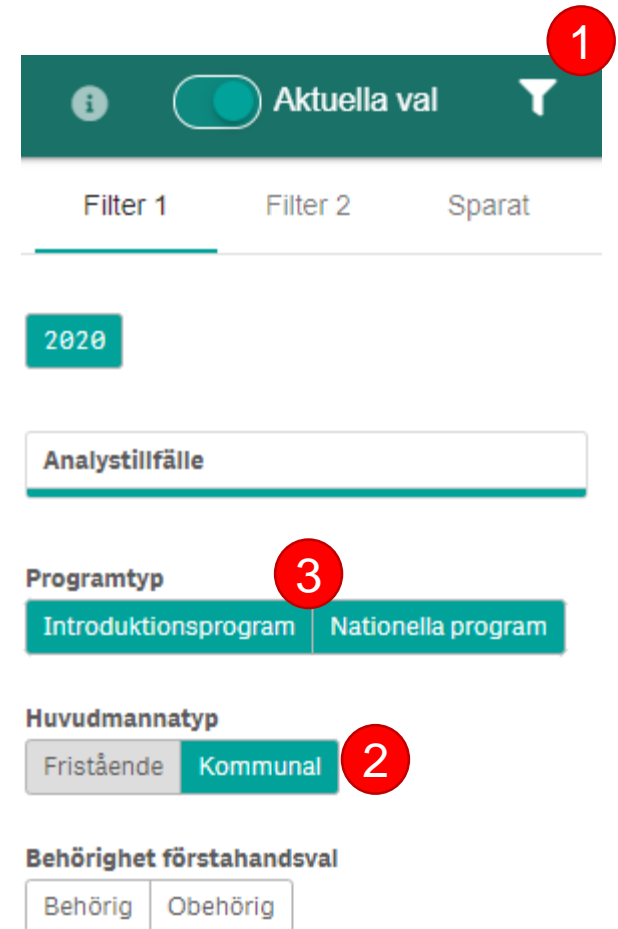 1
Aktuella val
Filter 1 Filter 2 Sparat
2020
Analystillfälle
Programtyp
3
Introduktionsprogram Nationella program
Huvudmannatyp
Fristående Kommunal 2
Behörighet förstahandsval
Behörig Obehörig